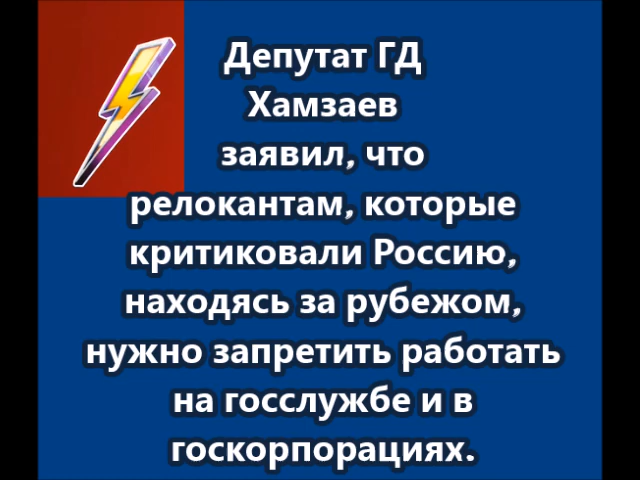 Депутат ГД
Хамзаев
заявил, что
релокантам, которые
критиковали Россию,
находясь за рубежом,
нужно запретить работать
на госслужбе и в
госкорпорациях.